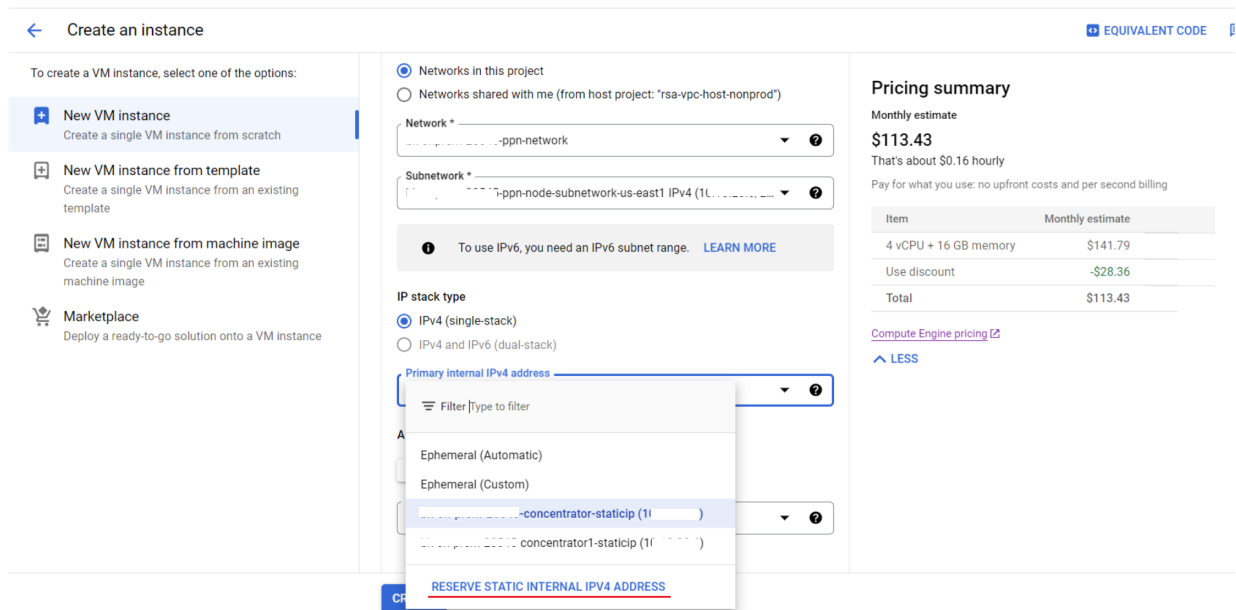 Create an instance
EQUIVALENT CODE
To create a VM instance, select one of the options:
New VM instance
Create a single VM instance from scratch
New VM instance from template
Create a single VM instance from an existing
template
New VM instance from machine image
Create a single VM instance from an existing
machine image
Marketplace
Deploy a ready-to-go solution onto a VM instance
Networks in this project
Networks shared with me (from host project: "rsa-vpc-host-nonprod")
Network *
-ppn-network
Subnetwork *
-ppn-node-subnetwork-us-east1 IPv4 (10
To use IPv6, you need an IPv6 subnet range. LEARN MORE
IP stack type
IPv4 (single-stack)
IPv4 and IPv6 (dual-stack)
Primary internal IPv4 address
Filter Type to filter
Ephemeral (Automatic)
Ephemeral (Custom)
-concentrator-staticip (10 )
concentrator1-staticip (10 )
RESERVE STATIC INTERNAL IPV4 ADDRESS
Pricing summary
Monthly estimate
$113.43
That's about $0.16 hourly
Pay for what you use: no upfront costs and per second billing
Item Monthly estimate
4 vCPU + 16 GB memory $141.79
Use discount -$28.36
Total $113.43
Compute Engine pricing
LESS